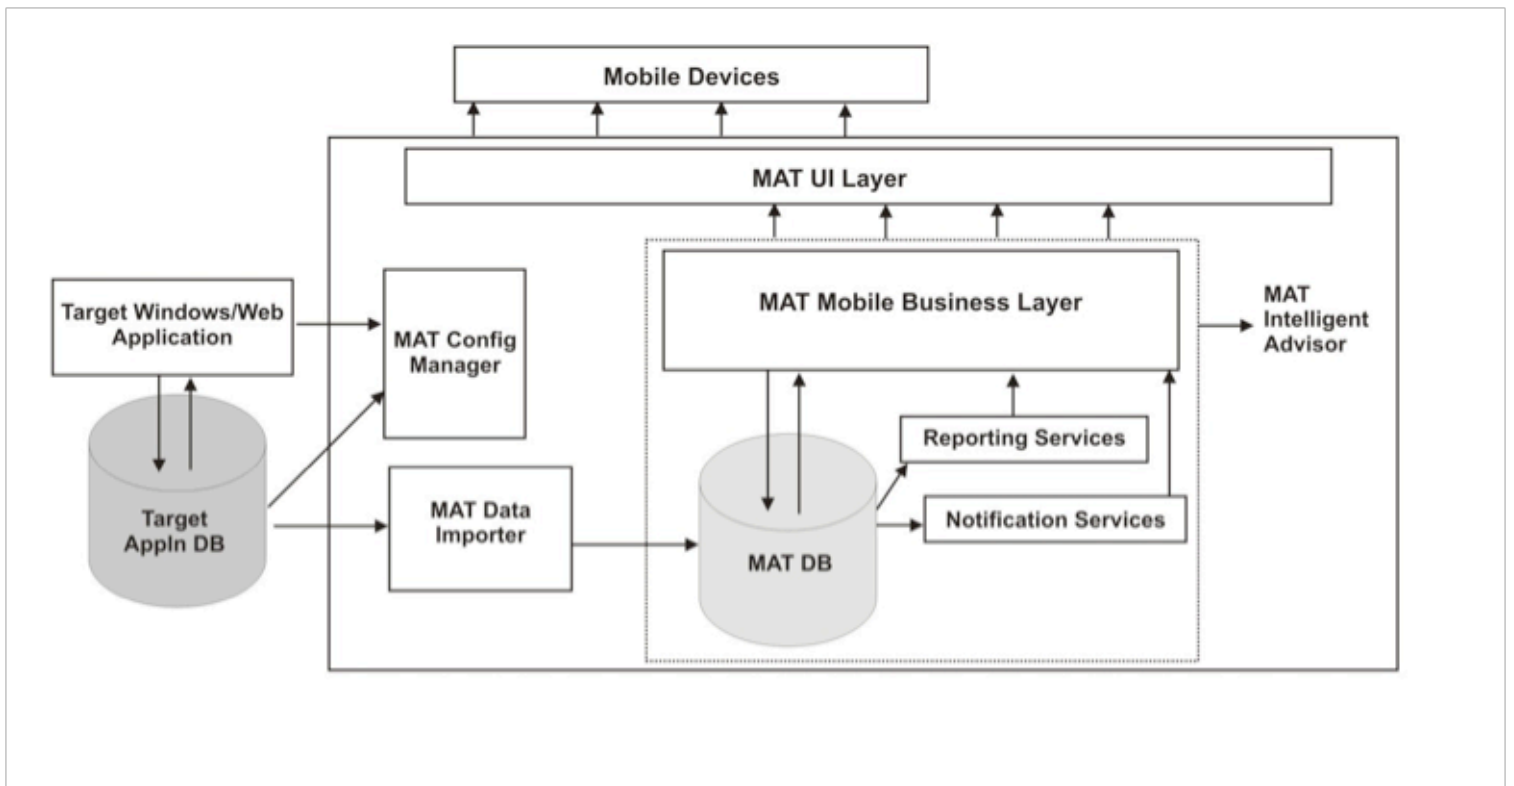 Mobile Devices
MAT UI Layer
Target Windows/Web
Application
MAT Config
Manager
MAT Mobile Business Layer
MAT
Intelligent
Advisor
Reporting Services
Target
AppIn DB
MAT Data
Importer
Notification Services
MAT DB